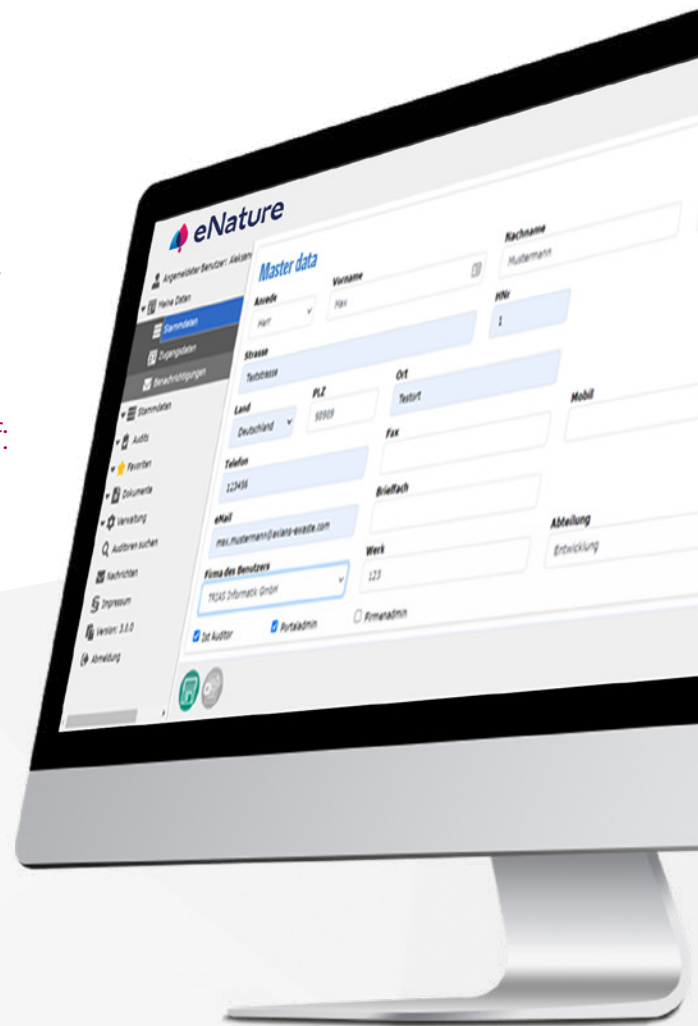 eNature
Angemeldeter Benutzer: Aleksan
Meine Daten
Stammdaten
Zugangsdaten
Benachrichtigungen
Stammdaten
Audits
Favoriten
Dokumente
Verwaltung
Auditoren suchen
Nachrichten
Impressum
Version: 3.0.0
Abmeldung
Master data
Anrede
Vorname
Nachname
Herr
Max
Mustermann
Strasse
HNr
Teststrasse
1
Land
PLZ
Ort
Deutschland
98909
Testort
Telefon
Fax
Mobil
123456
eMail
Brieffach
max.mustermann@axians-ewaste.com
Firma des Benutzers
Werk
Abteilung
TRIAS Informatik GmbH
123
Entwicklung
Ist Auditor
Portaladmin
Firmenadmin